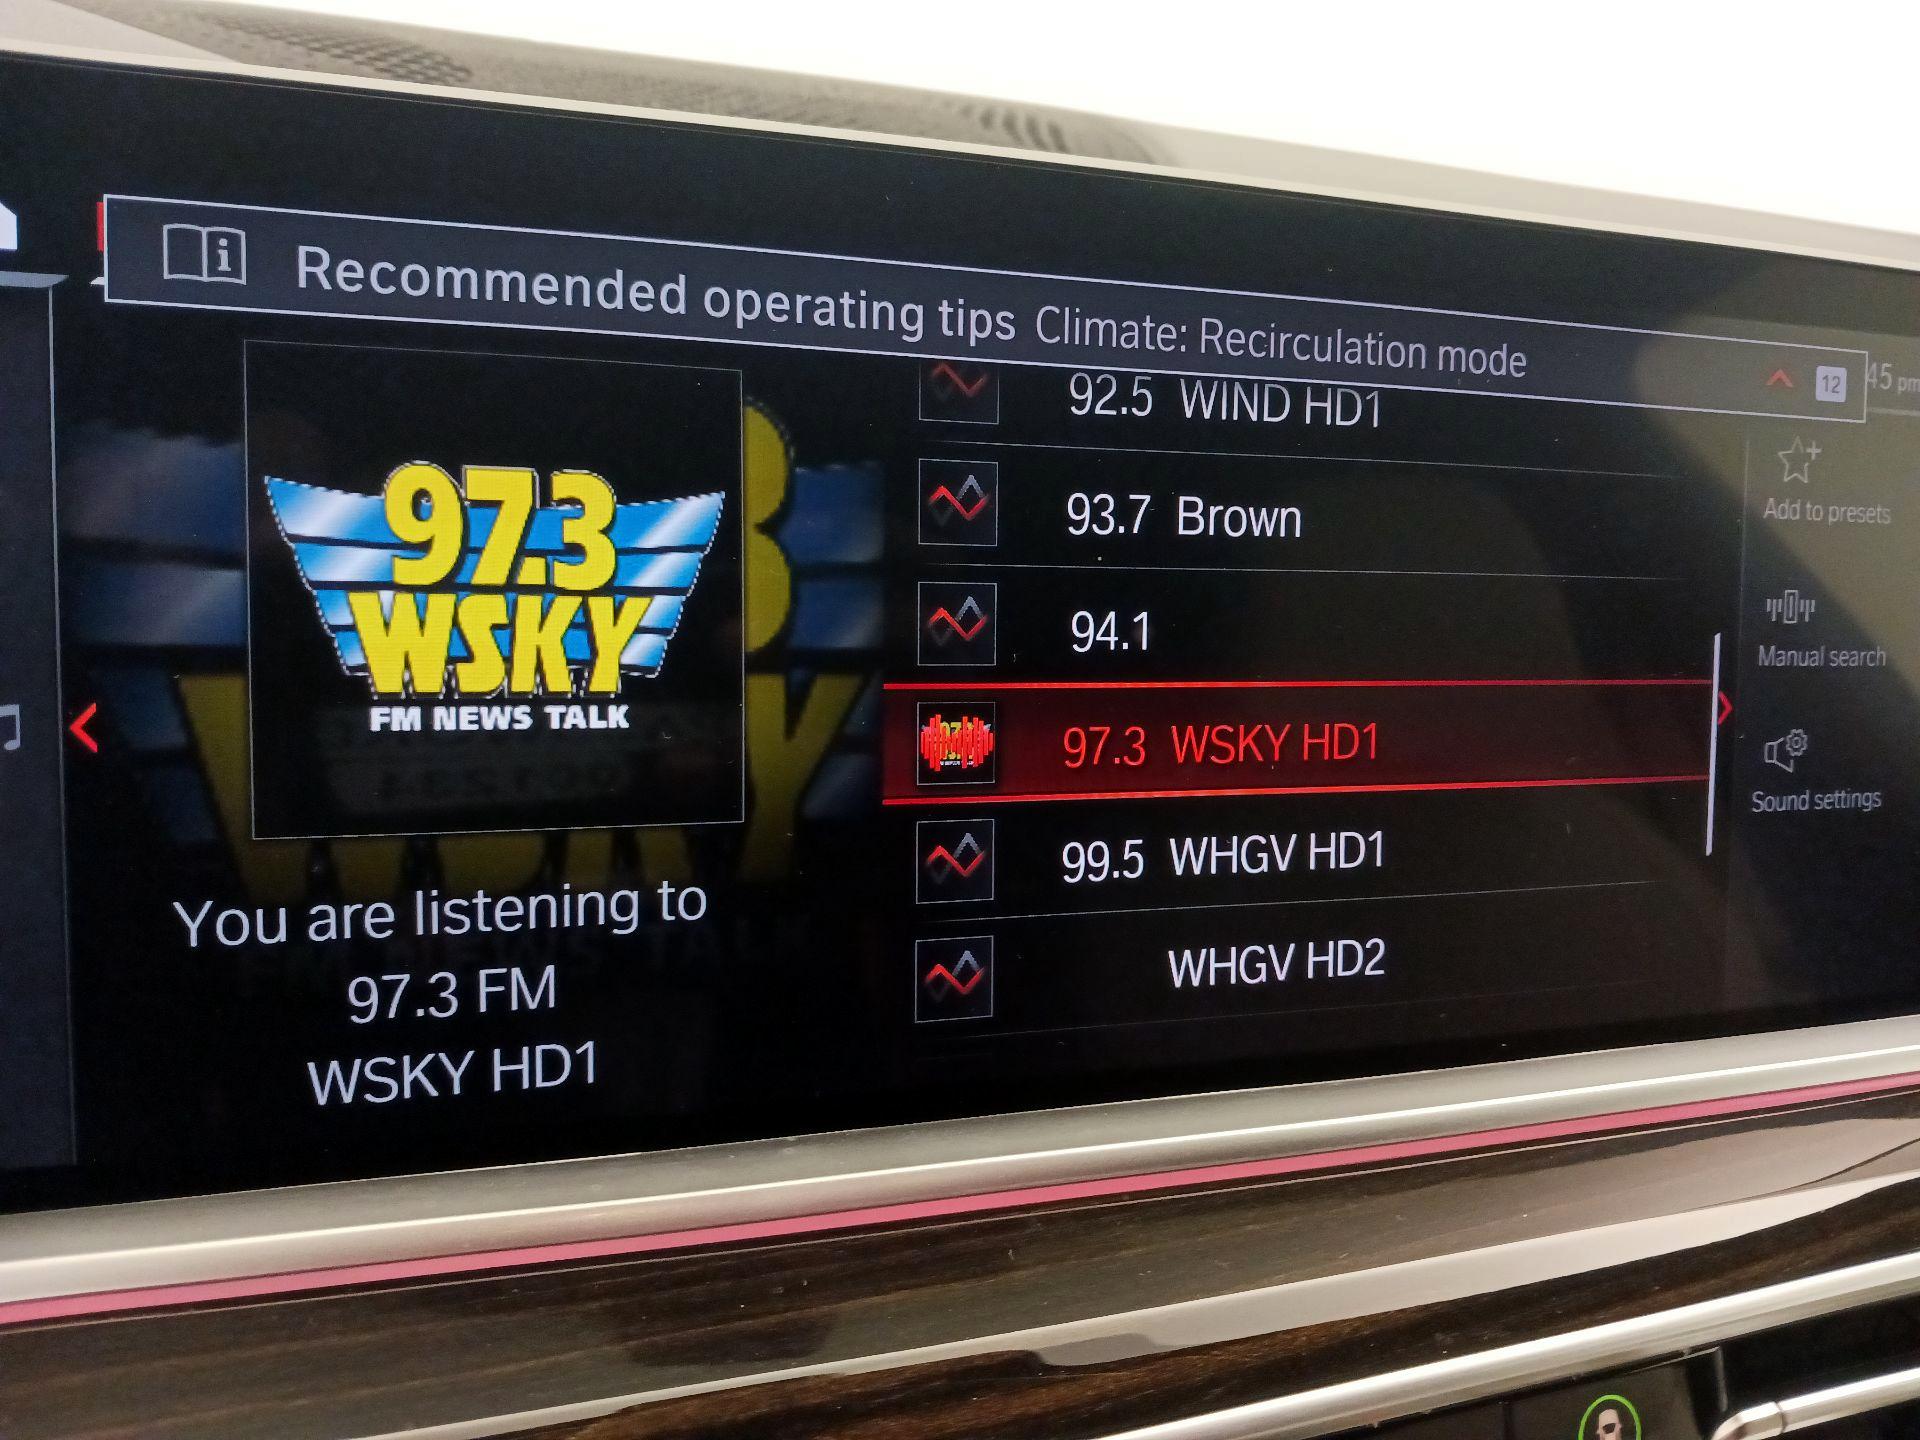 Recommended operating tips Climate: Recirculation mode
12
45 pm
97.3
WSKY
FM NEWS TALK
You are listening to
97.3 FM
WSKY HD1
92.5 WIND HD1
93.7 Brown
94.1
97.3 WSKY HD1
99.5 WHGV HD1
WHGV HD2
Add to presets
Manual search
Sound settings